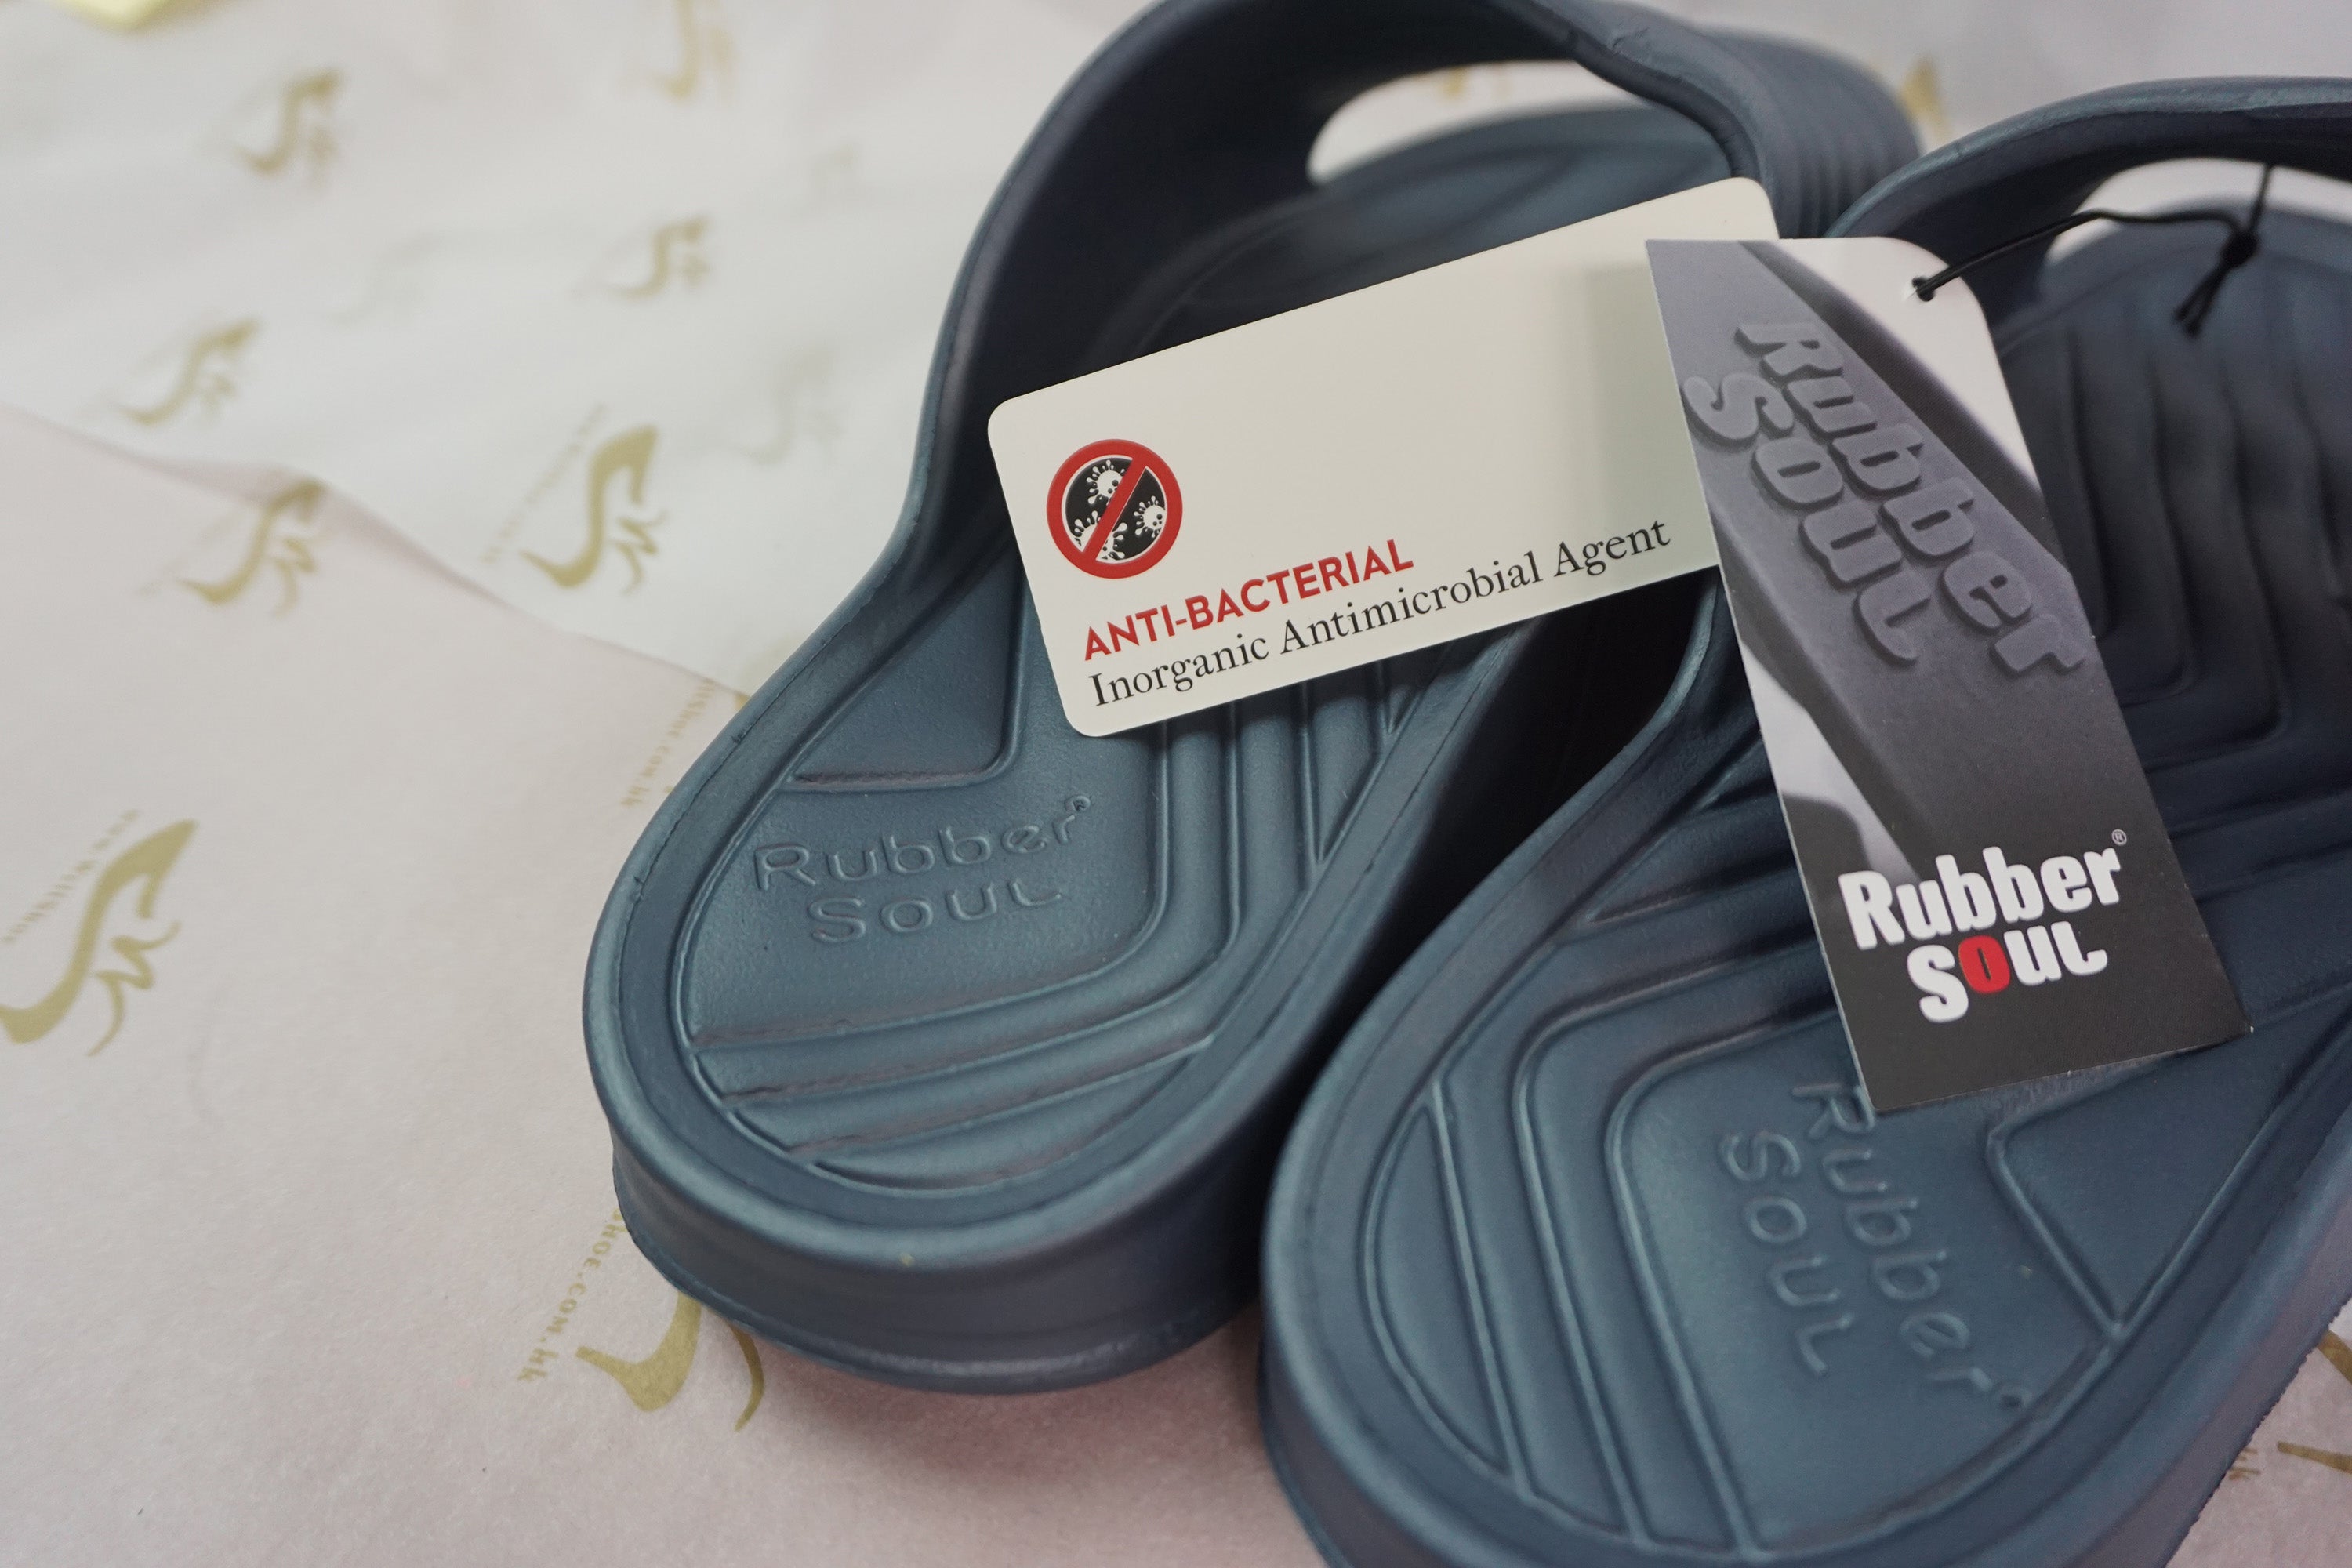 ANTI-BACTERIAL
Inorganic Antimicrobial Agent
Rubber
Soul
Rubber®
soul
Rubber
Soul
Rubber
Soul